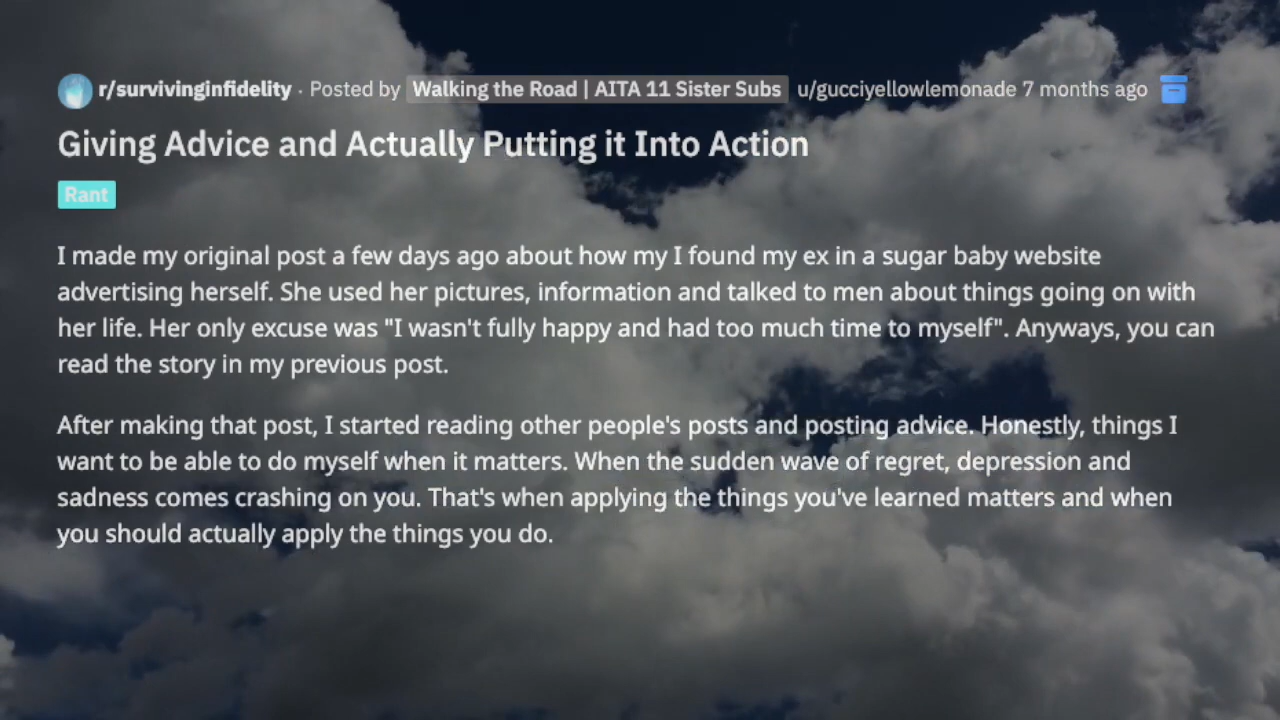 r/survivinginfidelity · Posted by Walking the Road | AITA 11 Sister Subs u/gucciyellowlemonade 7 months ago
Giving Advice and Actually Putting it Into Action
Rant
I made my original post a few days ago about how my I found my ex in a sugar baby website
advertising herself. She used her pictures, information and talked to men about things going on with
her life. Her only excuse was "I wasn't fully happy and had too much time to myself". Anyways, you can
read the story in my previous post.
After making that post, I started reading other people's posts and posting advice. Honestly, things I
want to be able to do myself when it matters. When the sudden wave of regret, depression and
sadness comes crashing on you. That's when applying the things you've learned matters and when
you should actually apply the things you do.